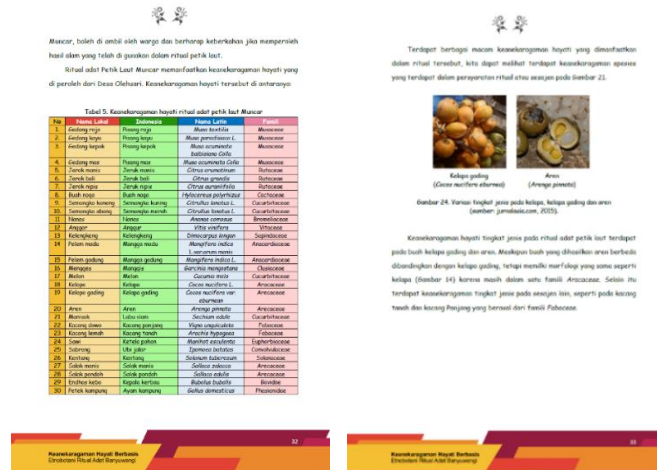 Muncar, boleh di ambil oleh warga dan berharap keberkahan jika memperoleh
hasil alam yang telah di gunakan dalam ritual petik laut.
Ritual adat Petik Laut Muncar memanfaatkan keanekaragaman hayati yang
di peroleh dari Desa Olehsari. Keanekaragaman hayati tersebut di antaranya:
Tabel 5. Keanekaragaman hayati ritual adat petik laut Muncar
No Nama Lokal Indonesia Nama Latin Famili
1. Gedang raja Pisang raja Musa textilia Musaceae
2. Gedang kayu Pisang kayu Musa paradisiaca L. Musaceae
3. Gedang kepok Pisang kepok Musa acuminata Musaceae
balbisiana Colla
4. Gedang mas Pisang mas Musa acuminata Colla Musaceae
5. Jeruk manis Jeruk manis Citrus Rutaceae
6. Jeruk bali Jeruk bali Citrus grandis Rutaceae
7. Jeruk nipis Jeruk nipis Citrus aurantifolia Rutaceae
8. Buah naga Buah naga Hylocereus polyrhizus Cactaceae
9. Semangka kuning Citrullus lanatus L. Cucurbitaceae
10. Semangka abang Semangka merah Citrullus lanatus L. Cucurbitaceae
11 Nanas Nanas Ananas comosus Bromeliaceae
12 Anggur Anggur Vitis vinifera Vitaceae
13 Kelengkeng Kelengkeng Dimocarpus longan Sapindaceae
14 Pelem madu Mangga madu Mangifera indica Anacardiaceae
15 Pelem gadung Mangga gadung Mangifera indica L. Anacardiaceae
16 Manggis Manggis Garcinia mangostana Clusiaceae
17 Melon Melon Cucumis melo Cucurbitaceae
18 Kelapa Kelapa Cocos nucifera L. Arecaceae
19 Kelapa gading Kelapa gading Cocos nucifera var. Arecaceae
eburnean
20 Aren Aren Arenga pinnata Arecaceae
21 Manisah Labu siam Sechium edule Cucurbitaceae
22 Kacang dawa Kacang panjang Vigna unguiculata Fabaceae
23 Kacang lemah Kacang tanah Arachis hypogaea Fabaceae
24 Sawi Ketela pohon Manihot esculenta Euphorbiaceae
25 Sabrang Ubi jalar Ipomoea batatas Convolvulaceae
26 Kentang Kentang Solanum tuberosum Solanaceae
27 Salak manis Salak manis Salacca zalacca Arecaceae
28 Salak pondoh Salak pondoh Salacca edulis Arecaceae
29 Endhas kebo Kepala kerbau Bubalus bubalis Bovidae
30 Petek kampung Ayam kampung Gallus domesticus Phasianidae
32
Keanekaragaman Hayati Berbasis
Etnobotani Ritual Adat Banyuwangi
Terdapat berbagai macam keanekaragaman hayati yang dimanfaatkan
dalam ritual tersebut, kita dapat melihat terdapat keanekaragaman spesies
yang terdapat dalam persyaratan ritual atau sesajen pada Gambar 21.
Kelapa gading
(Cocos nucifera eburnea)
Aren
(Arenga pinnata)
Gambar 24. Variasi tingkat jenis pada kelapa, kelapa gading dan aren
(sumber: jurnalasia.com, 2015).
Keanekaragaman hayati tingkat jenis pada ritual adat petik laut terdapat
pada buah kelapa gading dan aren. Meskipun buah yang dihasilkan aren berbeda
dibandingkan dengan kelapa gading, tetapi memiliki morfologi yang sama seperti
kelapa (Gambar 14) karena masih dalam satu famili Arecaceae. Selain itu
terdapat keanekaragaman tingkat jenis pada sesajen lain, seperti pada kacang
tanah dan kacang Panjang yang berasal dari famili Fabaceae.
33
Keanekaragaman Hayati Berbasis
Etnobotani Ritual Adat Banyuwangi